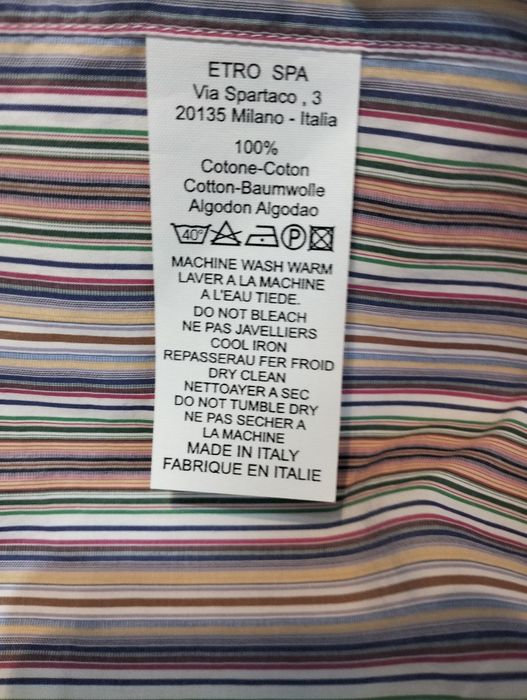 ETRO SPA
Via Spartaco , 3
20135 Milano - Italia
100%
Cotone-Coton
Cotton-Baumwolle
Algodon Algodao
40°  P
MACHINE WASH WARM
LAVER A LA MACHINE
A L'EAU TIEDE.
DO NOT BLEACH
NE PAS JAVELLIERS
COOL IRON
REPASSERAU FER FROID
DRY CLEAN
NETTOYER A SEC
DO NOT TUMBLE DRY
NE PAS SECHER A
LA MACHINE
MADE IN ITALY
FABRIQUE EN ITALIE